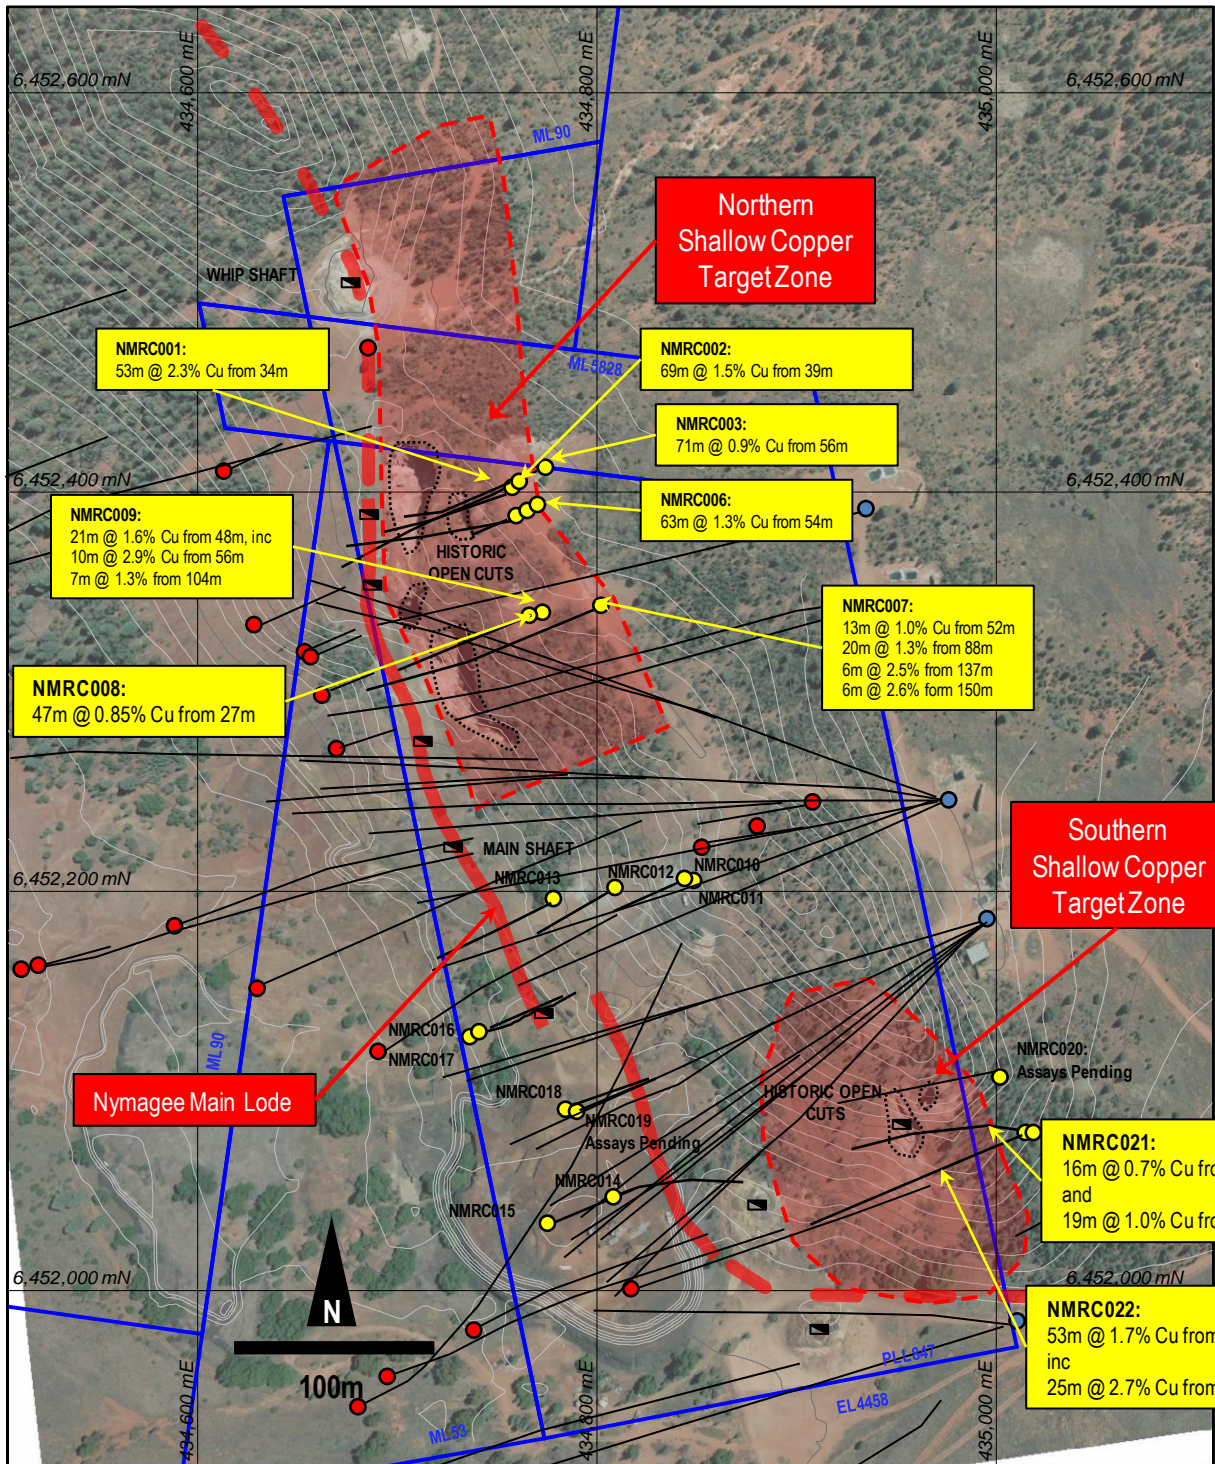 434,600 mE
434,800 mE
435,000 mE
6,452,600 mN
6,452,600 mN
ML90
Northern
Shallow Copper
Target Zone
WHIP SHAFT
NMRC001:
53m @ 2.3% Cu from 34m
NMRC002:
69m @ 1.5% Cu from 39m
ML5828
NMRC003:
71m @ 0.9% Cu from 56m
6,452,400 mN
6,452,400 mN
NMRC006:
63m @ 1.3% Cu from 54m
NMRC009:
21m @ 1.6% Cu from 48m, inc
10m @ 2.9% Cu from 56m
7m @ 1.3% from 104m
HISTORIC
OPEN CUTS
NMRC007:
13m @ 1.0% Cu from 52m
20m @ 1.3% from 88m
6m @ 2.5% from 137m
6m @ 2.6% form 150m
NMRC008:
47m @ 0.85% Cu from 27m
Southern
Shallow Copper
Target Zone
MAIN SHAFT
NMRC013
NMRC012
NMRC010
NMRC011
6,452,200 mN
6,452,200 mN
NMRC016
NMRC017
ML90
Nymagee Main Lode
NMRC018
NMRC019
Assays Pending
HISTORIC OPEN
CUTS
NMRC020:
Assays Pending
NMRC021:
16m @ 0.7% Cu fro
and
19m @ 1.0% Cu fro
NMRC014
NMRC015
6,452,000 mN
6,452,000 mN
N
100m
NMRC022:
53m @ 1.7% Cu from
inc
25m @ 2.7% Cu from
PLL847
EL4458
ML53
434,600 mE
434,800 mE
435,000 mE